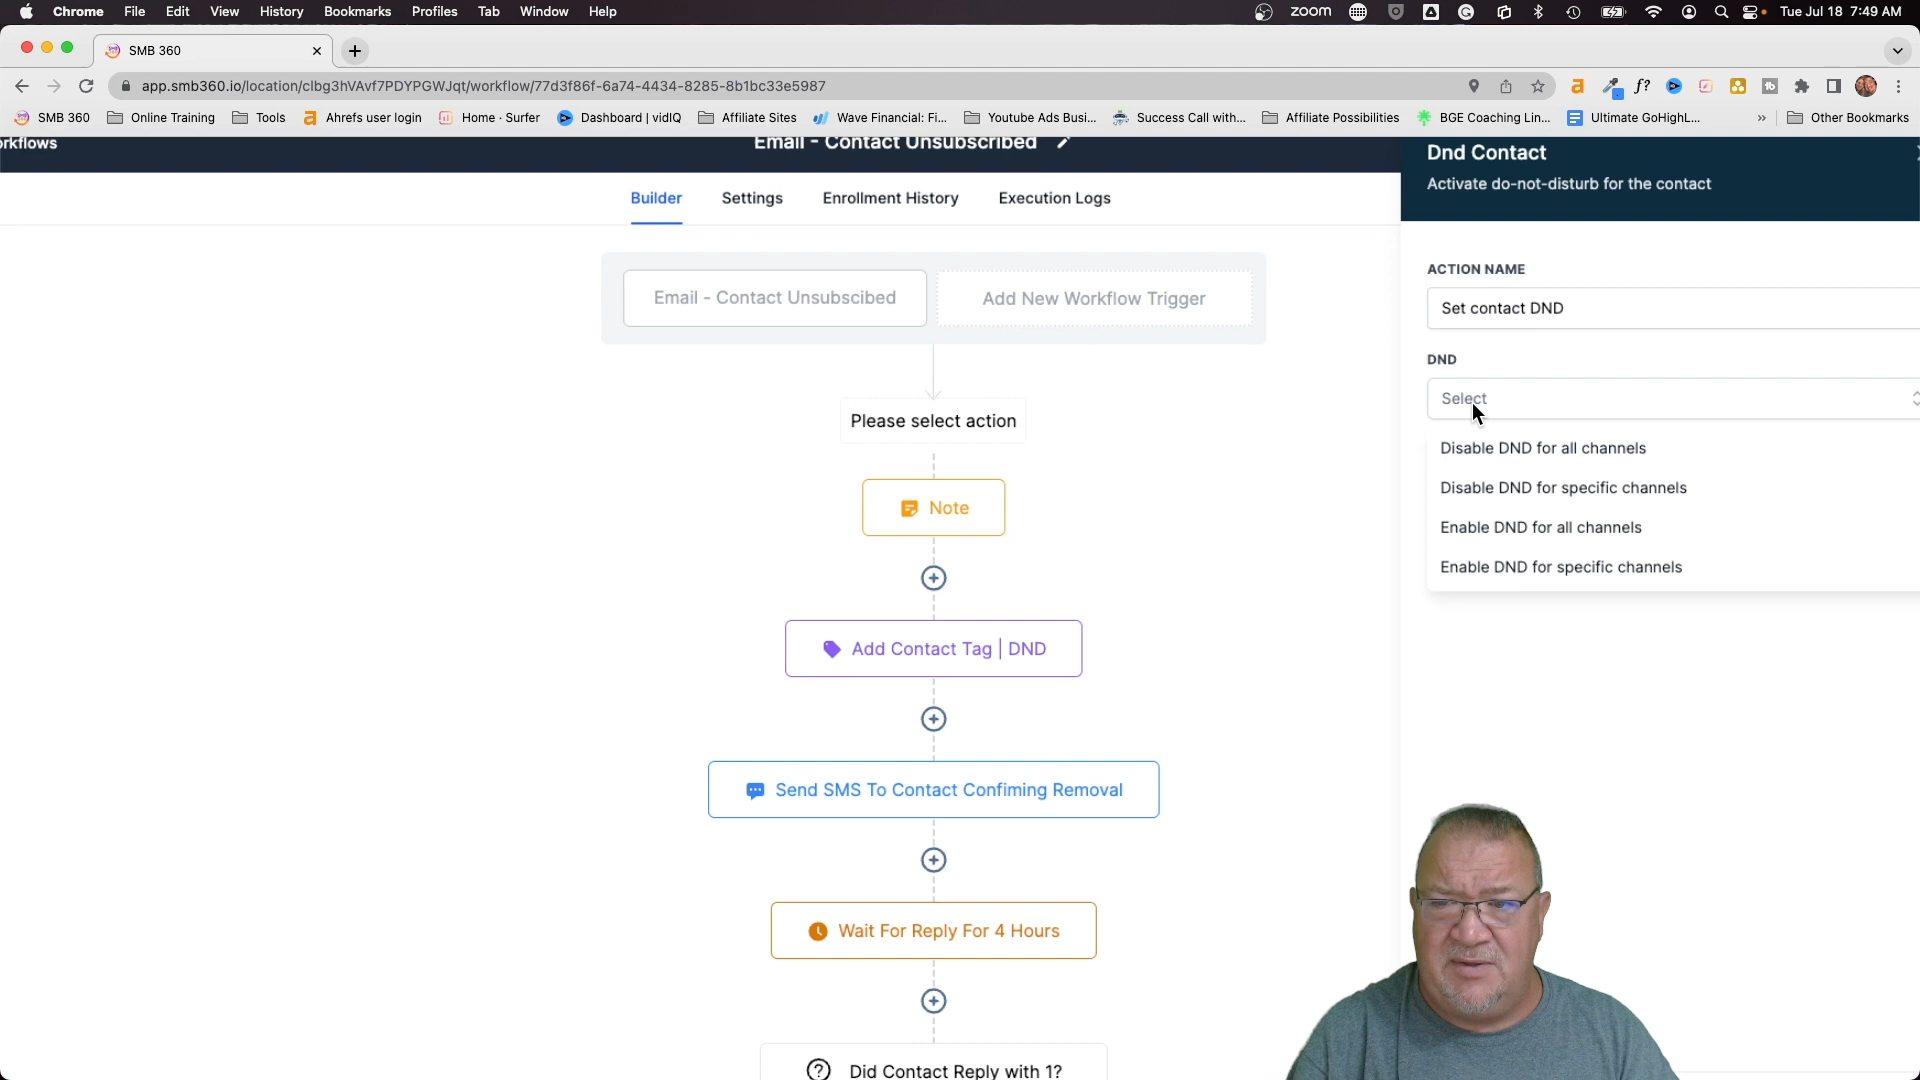 Chrome File Edit View History Bookmarks Profiles Tab Window Help zoom Tue Jul 18 7:49 AM
SMB 360
app.smb360.io/location/clbg3hVAvf7PDYPGWJqt/workflow/77d3f86f-6a74-4434-8285-8b1bc33e5987 f?
SMB 360 Online Training Tools Ahrefs user login Home · Surfer Dashboard | vidIQ Affiliate Sites Wave Financial: Fi... Youtube Ads Busi... Success Call with... Affiliate Possibilities BGE Coaching Lin... Ultimate GoHighL... » Other Bookmarks
orkflows
Email - Contact Unsubscribed
Dnd Contact
Activate do-not-disturb for the contact
Builder Settings Enrollment History Execution Logs
ACTION NAME
Set contact DND
DND
Select
Disable DND for all channels
Disable DND for specific channels
Enable DND for all channels
Enable DND for specific channels
Email - Contact Unsubscibed
Add New Workflow Trigger
Please select action
Note
Add Contact Tag | DND
Send SMS To Contact Confiming Removal
Wait For Reply For 4 Hours
Did Contact Reply with 1?